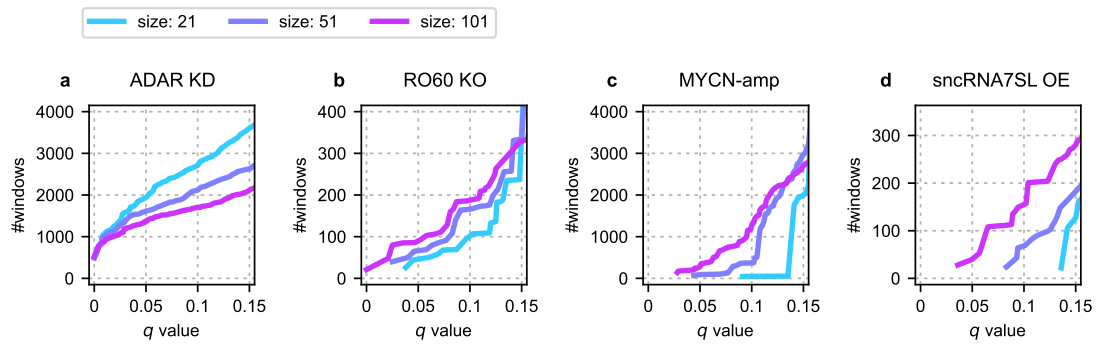 size: 21 size: 51 size: 101
a ADAR KD
4000
3000
2000
1000
0
#windows
0 0.05 0.1 0.15
q value
b RO60 KO
400
300
200
100
0
#windows
0 0.05 0.1 0.15
q value
c MYCN-amp
4000
3000
2000
1000
0
#windows
0 0.05 0.1 0.15
q value
d sncRNA7SL OE
300
200
100
0
#windows
0 0.05 0.1 0.15
q value